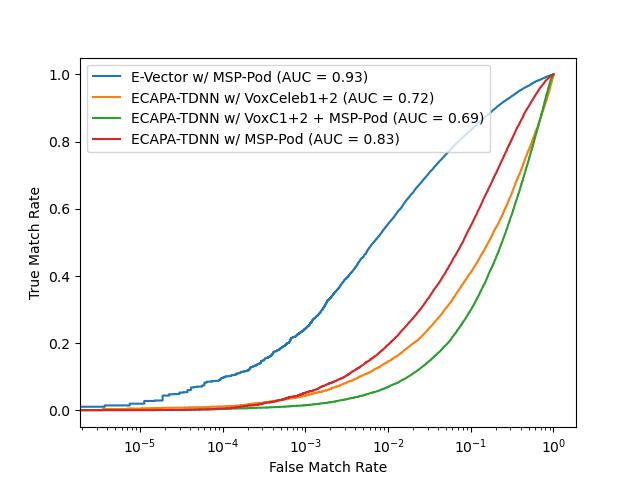 E-Vector w/ MSP-Pod (AUC = 0.93)
ECAPA-TDNN w/ VoxCeleb1+2 (AUC = 0.72)
ECAPA-TDNN w/ VoxC1+2 + MSP-Pod (AUC = 0.69)
ECAPA-TDNN w/ MSP-Pod (AUC = 0.83)
1.0
0.8
0.6
0.4
0.2
0.0
True Match Rate
10⁻⁵ 10⁻⁴ 10⁻³ 10⁻² 10⁻¹ 10⁰
False Match Rate